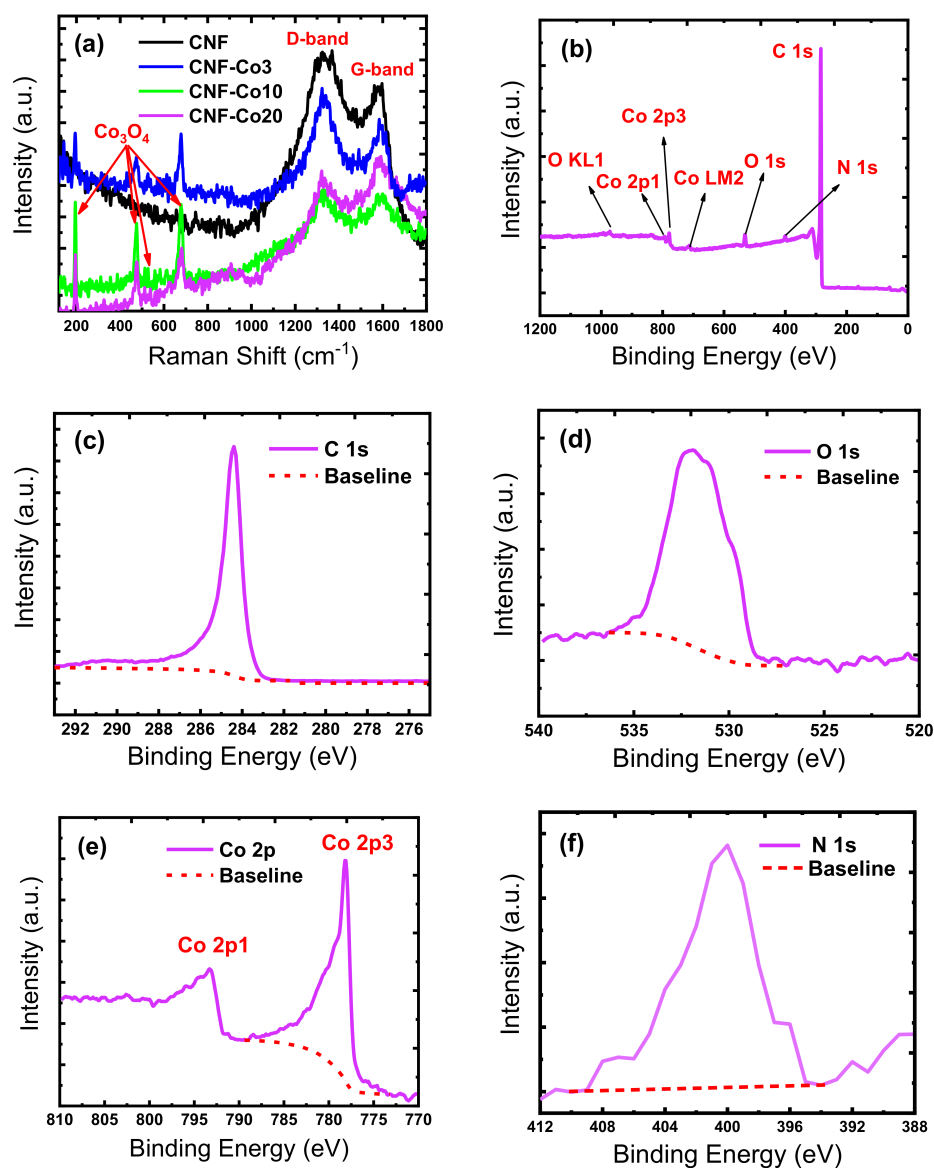 (a)
CNF
CNF-Co3
CNF-Co10
CNF-Co20
D-band
G-band
Co3O4
Intensity (a.u.)
200 400 600 800 1000 1200 1400 1600 1800
Raman Shift (cm-1)
(b)
C 1s
Co 2p3
O KL1
Co 2p1
Co LM2
O 1s
N 1s
Intensity (a.u.)
1200 1000 800 600 400 200 0
Binding Energy (eV)
(c)
C 1s
Baseline
Intensity (a.u.)
292 290 288 286 284 282 280 278 276
Binding Energy (eV)
(d)
O 1s
Baseline
Intensity (a.u.)
540 535 530 525 520
Binding Energy (eV)
(e)
Co 2p
Baseline
Co 2p3
Co 2p1
Intensity (a.u.)
810 805 800 795 790 785 780 775 770
Binding Energy (eV)
(f)
N 1s
Baseline
Intensity (a.u.)
412 408 404 400 396 392 388
Binding Energy (eV)